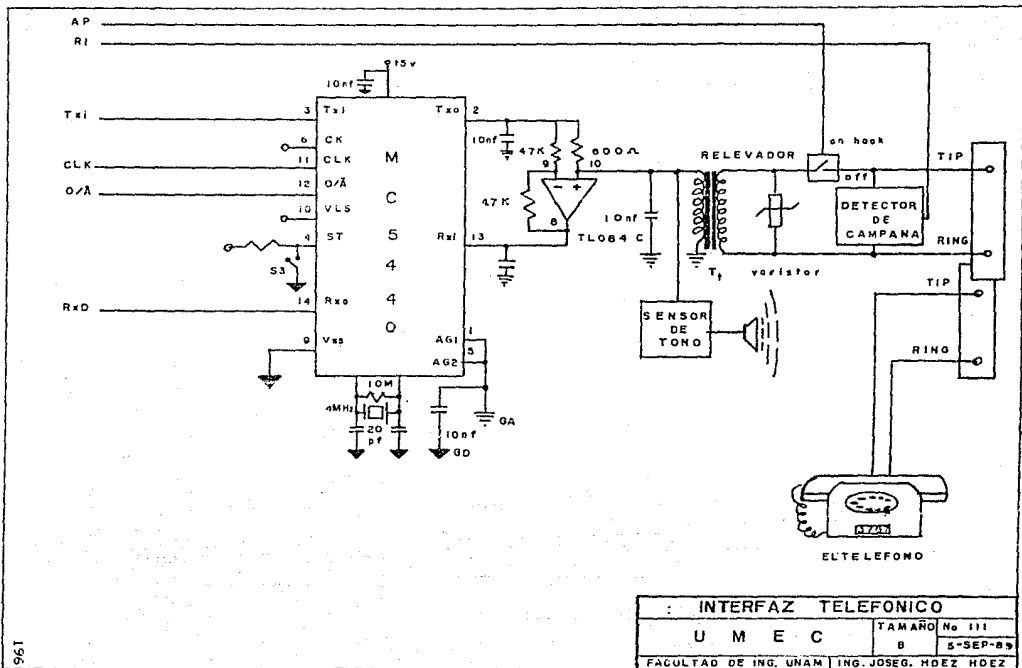 AP
RI
+5v
10nf
3 Txi Txo 2
Txi
6 CK
10nf
47K
600Ω
9 10
on hook
RELEVADOR
TIP
CLK
11 CLK
M
C
5
4
4
0
O/Ā
12 O/Ā
off
DETECTOR
DE
CAMPANA
10 VLS
47K
10nf
4 ST
8
TL084 C
Rxi 13
RING
S3
T₁
varistor
TIP
RxD
14 Rxo
SENSOR
DE
TONO
9 Vss
AG1 1
AG2 5
RING
10M
4MHz
20
pf
10nf
GA
GD
EL TELEFONO
: INTERFAZ TELEFONICO
U M E C
TAMAÑO
B
No 111
5-SEP-89
FACULTAD DE ING. UNAM
ING. JOSEG. HDEZ HDEZ
196